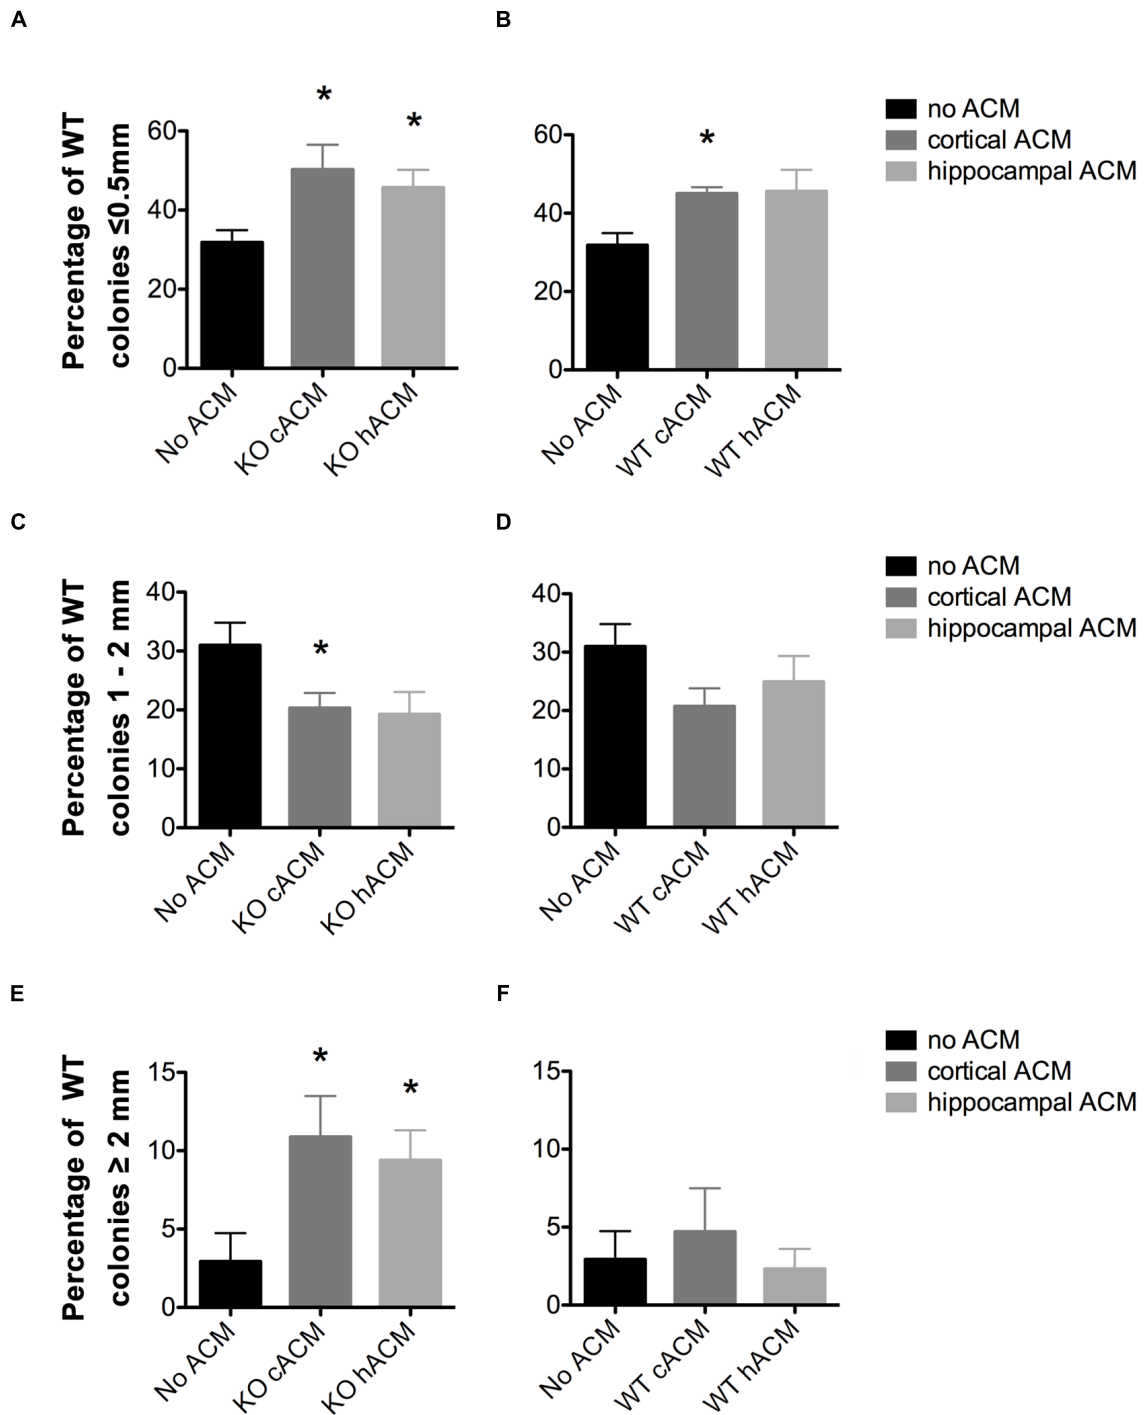 A
Percentage of WT
colonies ≤0.5mm
60
40
20
0
*
*
No ACM
KO cACM
KO hACM
B
60
40
20
0
*
No ACM
WT cACM
WT hACM
no ACM
cortical ACM
hippocampal ACM
C
Percentage of WT
colonies 1 - 2 mm
40
30
20
10
0
*
No ACM
KO cACM
KO hACM
D
40
30
20
10
0
No ACM
WT cACM
WT hACM
no ACM
cortical ACM
hippocampal ACM
E
Percentage of WT
colonies ≥ 2 mm
15
10
5
0
*
*
No ACM
KO cACM
KO hACM
F
15
10
5
0
No ACM
WT cACM
WT hACM
no ACM
cortical ACM
hippocampal ACM